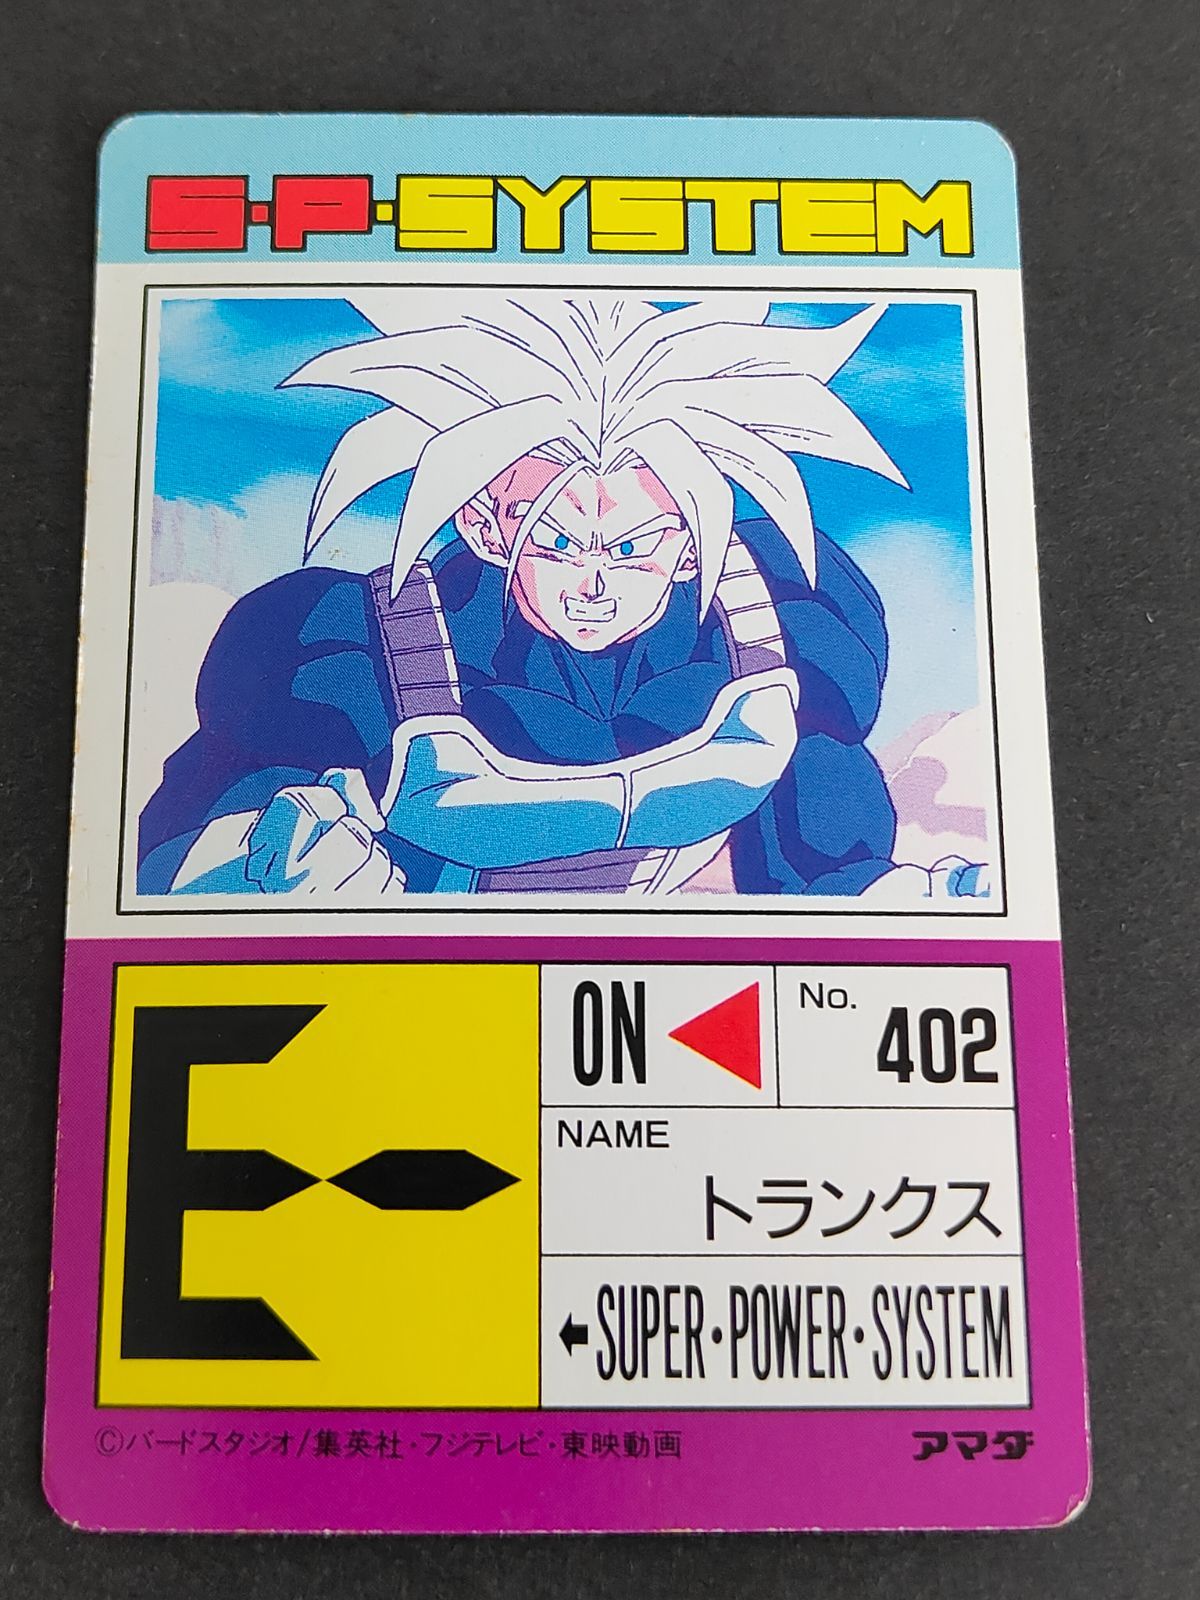 S·P·SYSTEM
ON
No.
402
NAME
トランクス
←SUPER·POWER·SYSTEM
©バードスタジオ/集英社・フジテレビ・東映動画
アマダ